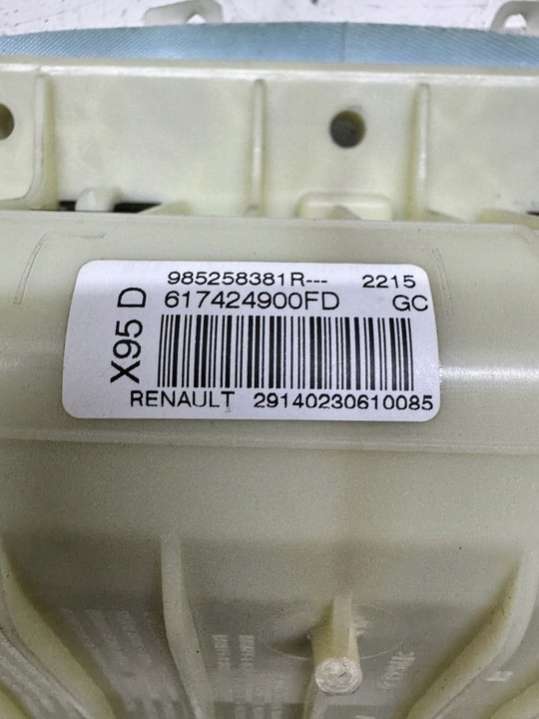 985258381R--- 2215
617424900FD GC
X95 D
RENAULT 29140230610085